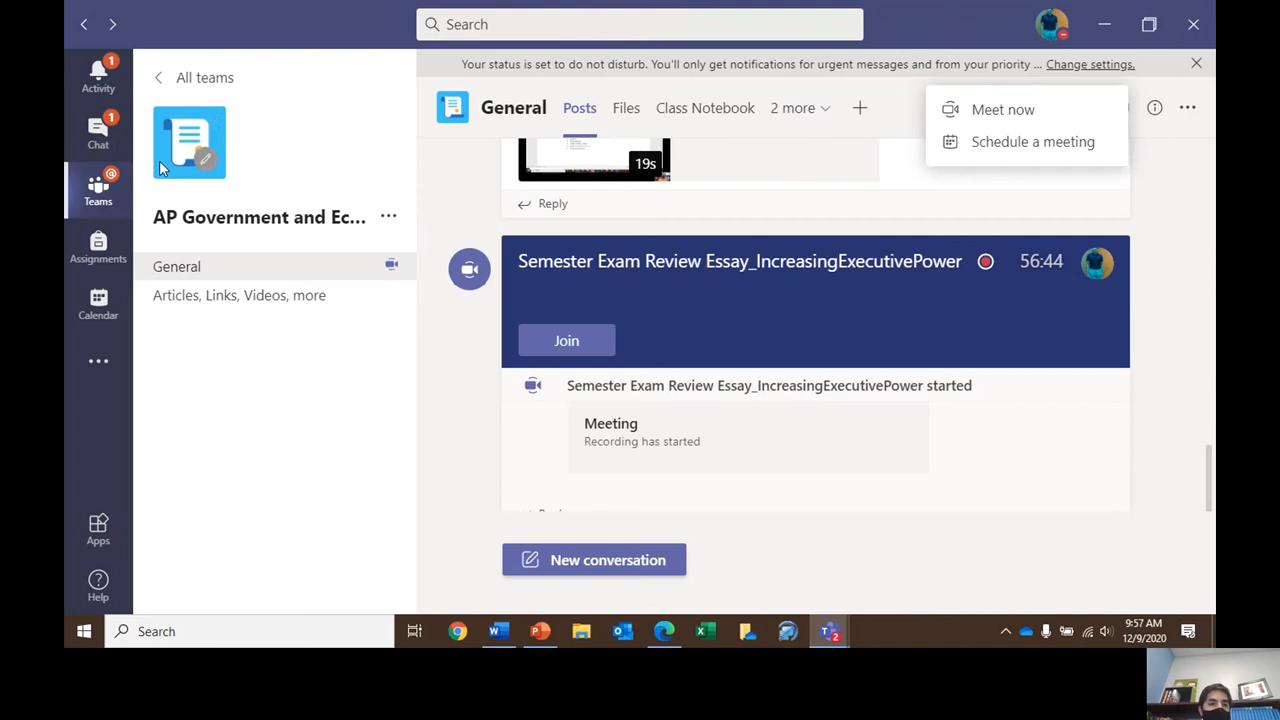 Search
Your status is set to do not disturb. You'll only get notifications for urgent messages and from your priority ... Change settings.
1
Activity
1
Chat
@
Teams
Assignments
Calendar
Apps
Help
All teams
AP Government and Ec...
General
Articles, Links, Videos, more
General
Posts
Files
Class Notebook
2 more
Meet now
Schedule a meeting
19s
Reply
Semester Exam Review Essay_IncreasingExecutivePower
56:44
Join
Semester Exam Review Essay_IncreasingExecutivePower started
Meeting
Recording has started
New conversation
Search
2
9:57 AM
12/9/2020